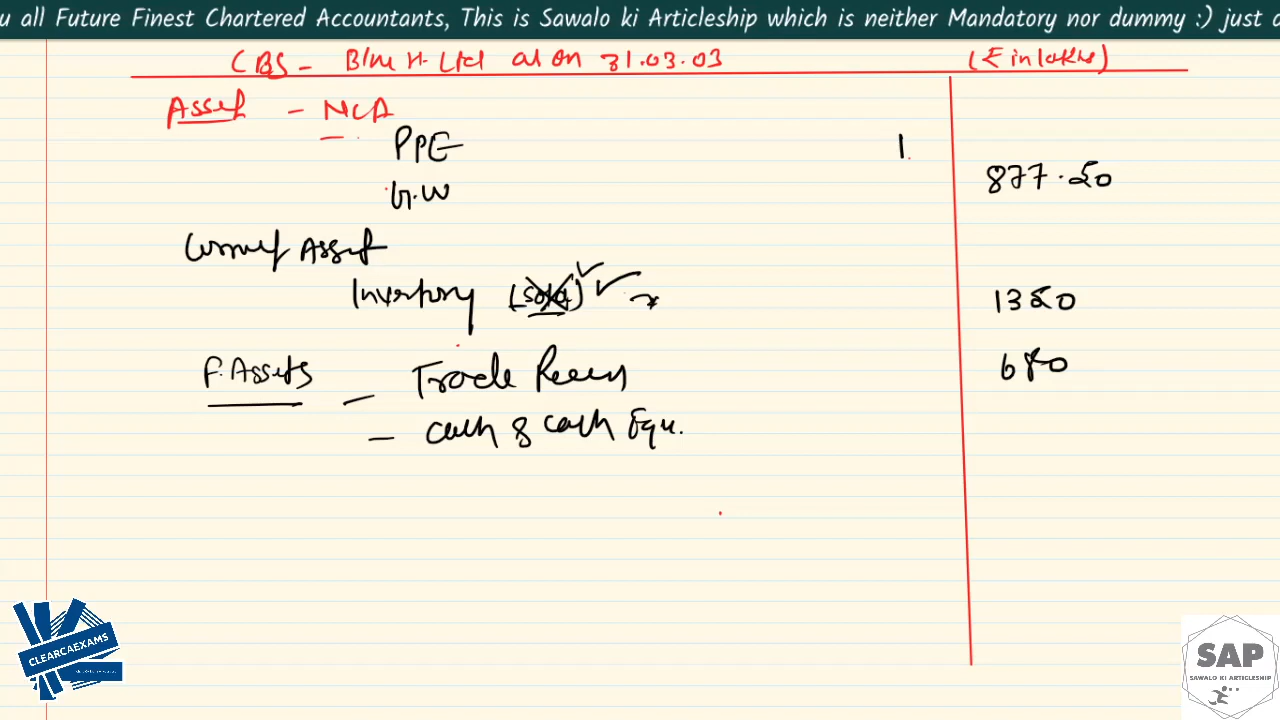 u all Future Finest Chartered Accountants, This is Sawalo ki Articleship which is neither Mandatory nor dummy :) just a
CBS - Blue H. Ltd as on 31.03.03 (₹ in lakhs)
Asset - NCA
PPE 1
877.50
G.W
Current Asset
Inventory 1350
F. Assets - Trade Receiv 680
- Cash & Cash Equ.
CLEARCAEXAMS
SAP
SAWALO KI ARTICLESHIP